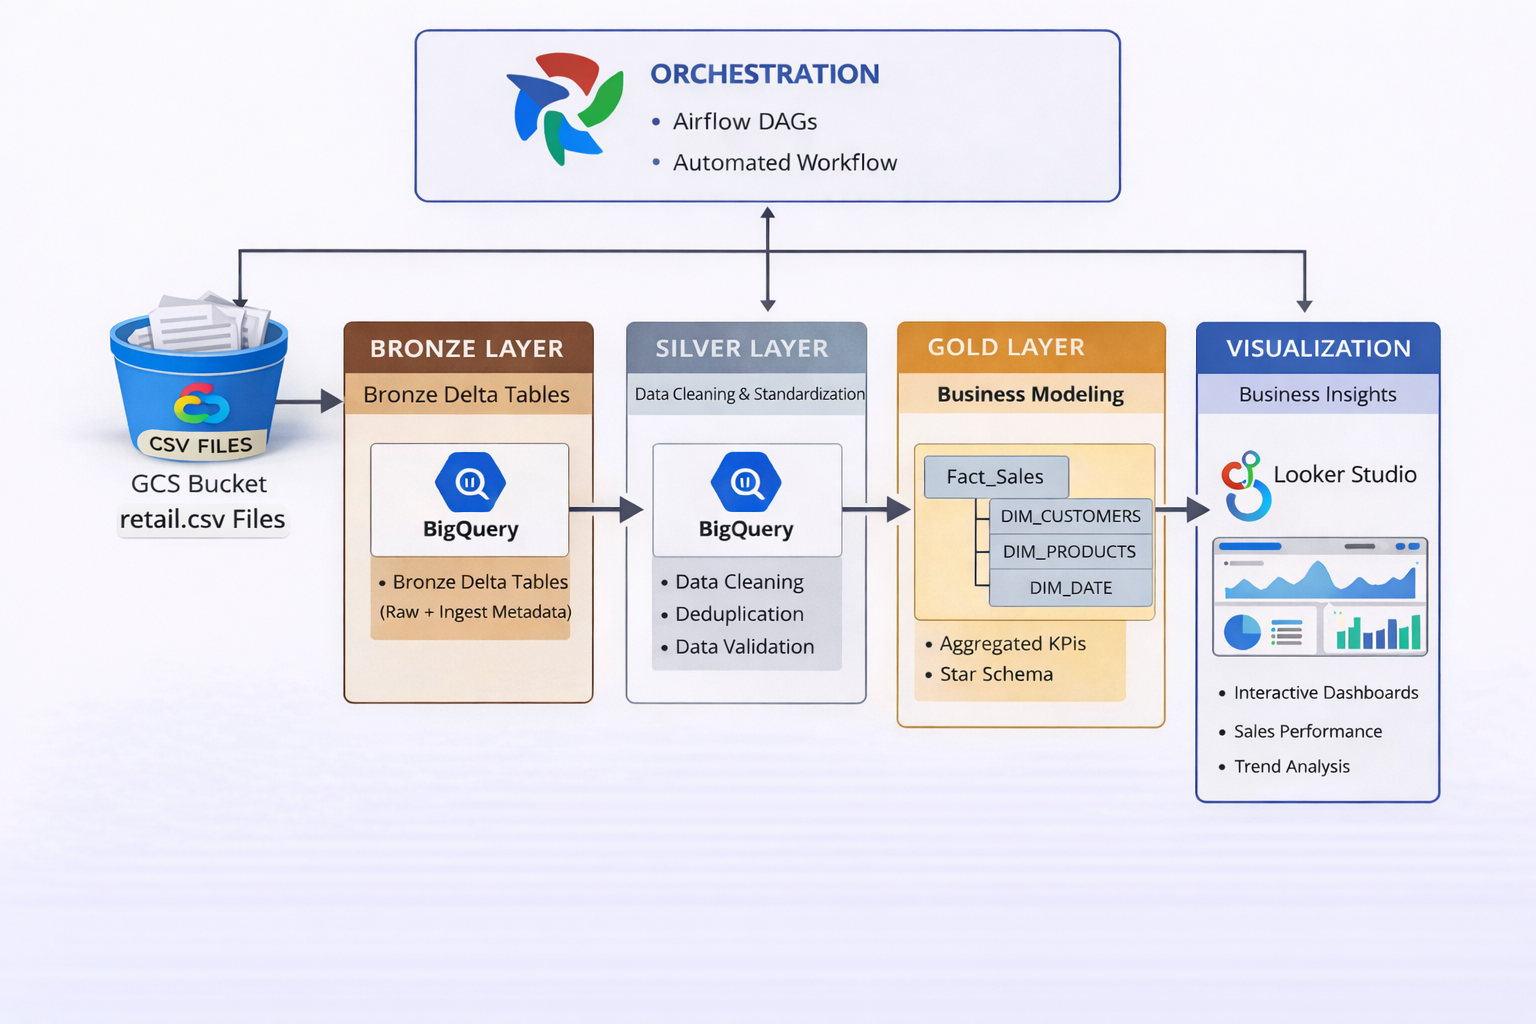 ORCHESTRATION
• Airflow DAGs
• Automated Workflow
CSV FILES
GCS Bucket
retail.csv Files
BRONZE LAYER
Bronze Delta Tables
BigQuery
• Bronze Delta Tables
(Raw + Ingest Metadata)
SILVER LAYER
Data Cleaning & Standardization
BigQuery
• Data Cleaning
• Deduplication
• Data Validation
GOLD LAYER
Business Modeling
Fact_Sales
DIM_CUSTOMERS
DIM_PRODUCTS
DIM_DATE
• Aggregated KPis
• Star Schema
VISUALIZATION
Business Insights
Looker Studio
• Interactive Dashboards
• Sales Performance
• Trend Analysis